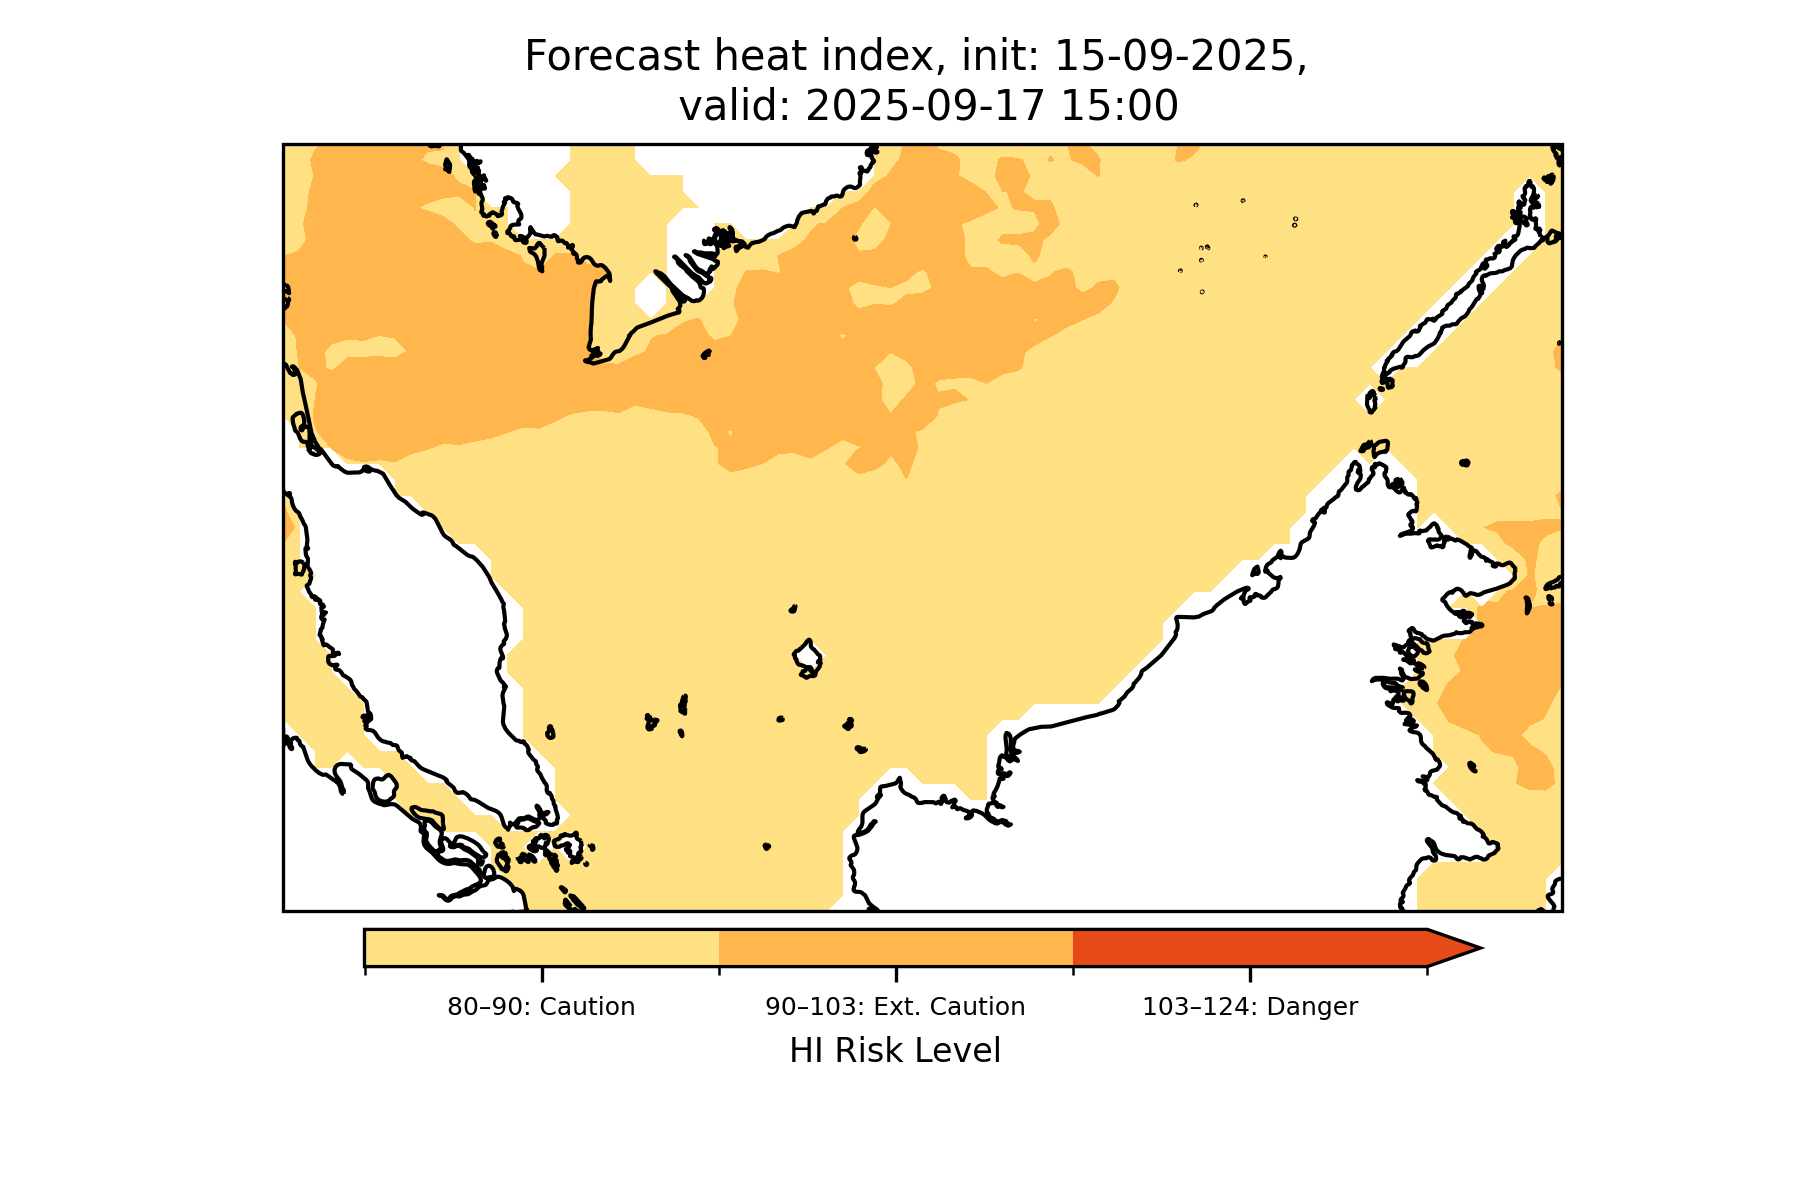 Forecast heat index, init: 15-09-2025,
valid: 2025-09-17 15:00
80–90: Caution
90–103: Ext. Caution
103–124: Danger
HI Risk Level